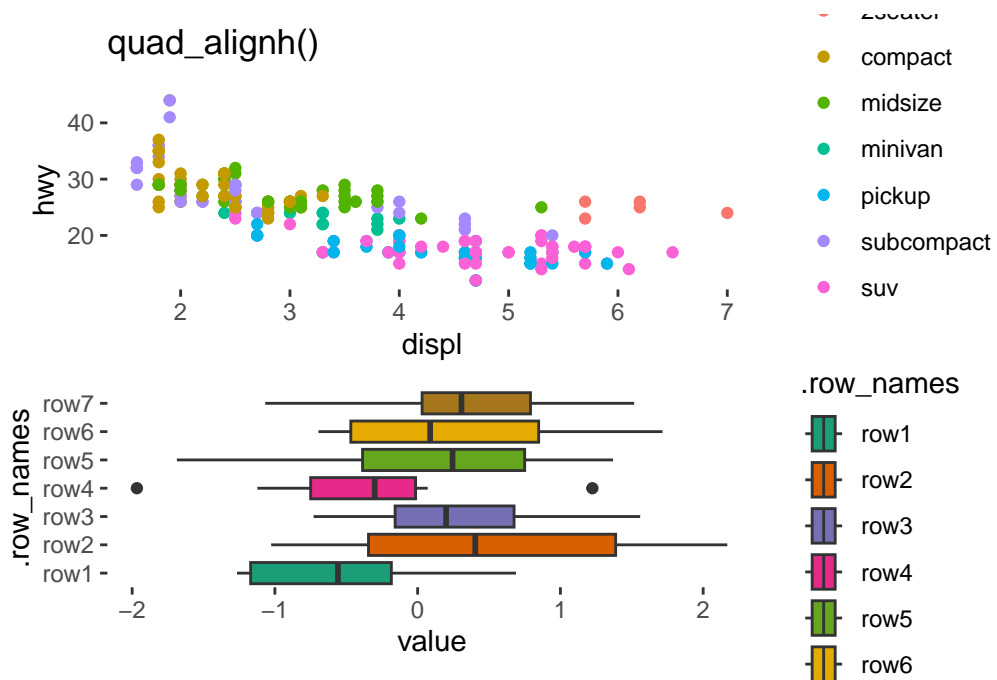 quad_alignh()
hwy
40
30
20
2 3 4 5 6 7
displ
2seater
compact
midsize
minivan
pickup
subcompact
suv
.row_names
row7
row6
row5
row4
row3
row2
row1
−2 −1 0 1 2
value
.row_names
row1
row2
row3
row4
row5
row6